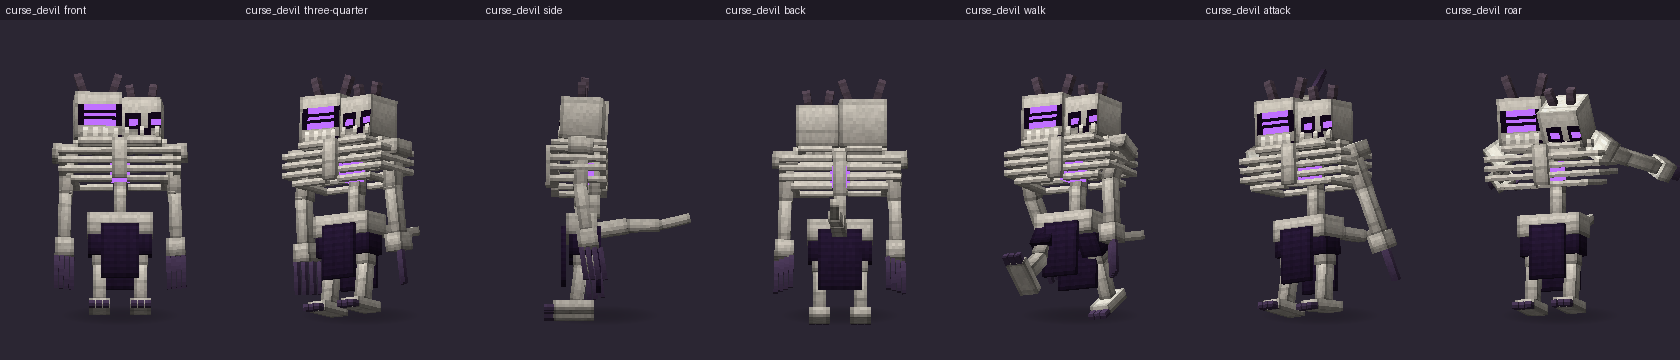 curse_devil front
curse_devil three-quarter
curse_devil side
curse_devil back
curse_devil walk
curse_devil attack
curse_devil roar